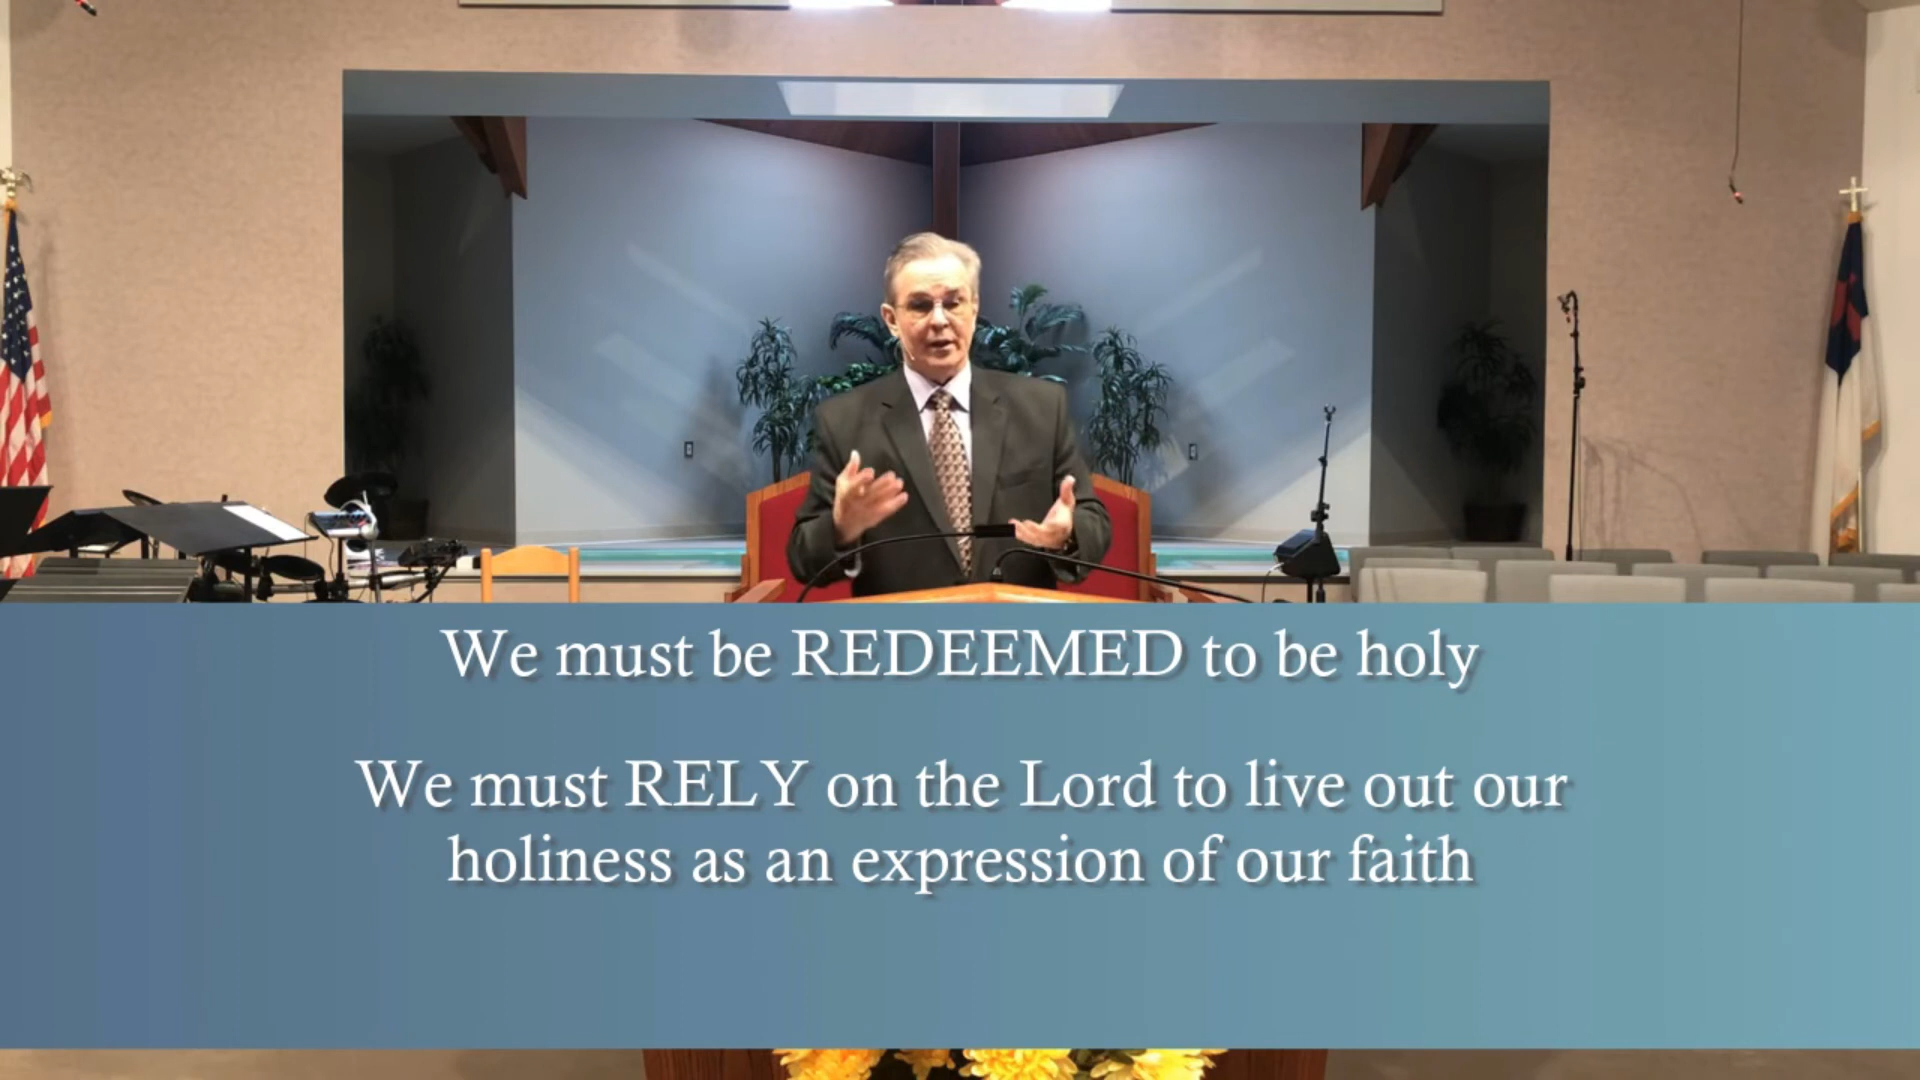 We must be REDEEMED to be holy
We must RELY on the Lord to live out our
holiness as an expression of our faith